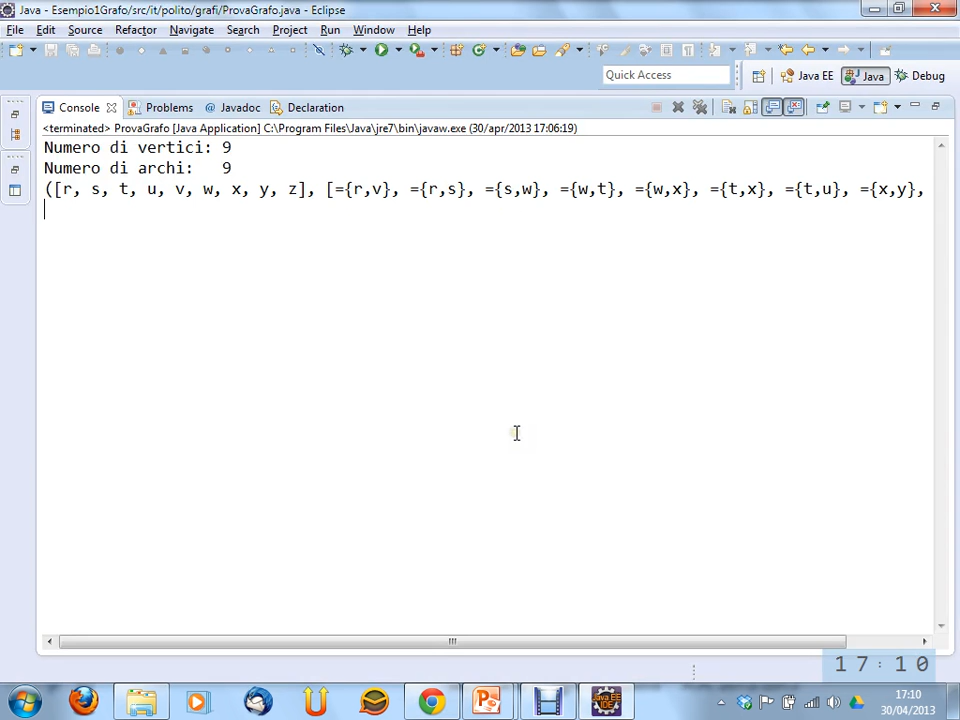 Java - Esempio1Grafo/src/it/polito/grafi/ProvaGrafo.java - Eclipse
File Edit Source Refactor Navigate Search Project Run Window Help
Quick Access Java EE Java Debug
Console Problems @ Javadoc Declaration
<terminated> ProvaGrafo [Java Application] C:\Program Files\Java\jre7\bin\javaw.exe (30/apr/2013 17:06:19)
Numero di vertici: 9
Numero di archi: 9
([r, s, t, u, v, w, x, y, z], [={r,v}, ={r,s}, ={s,w}, ={w,t}, ={w,x}, ={t,x}, ={t,u}, ={x,y},
17:10
Java EE IDE
17:10
30/04/2013